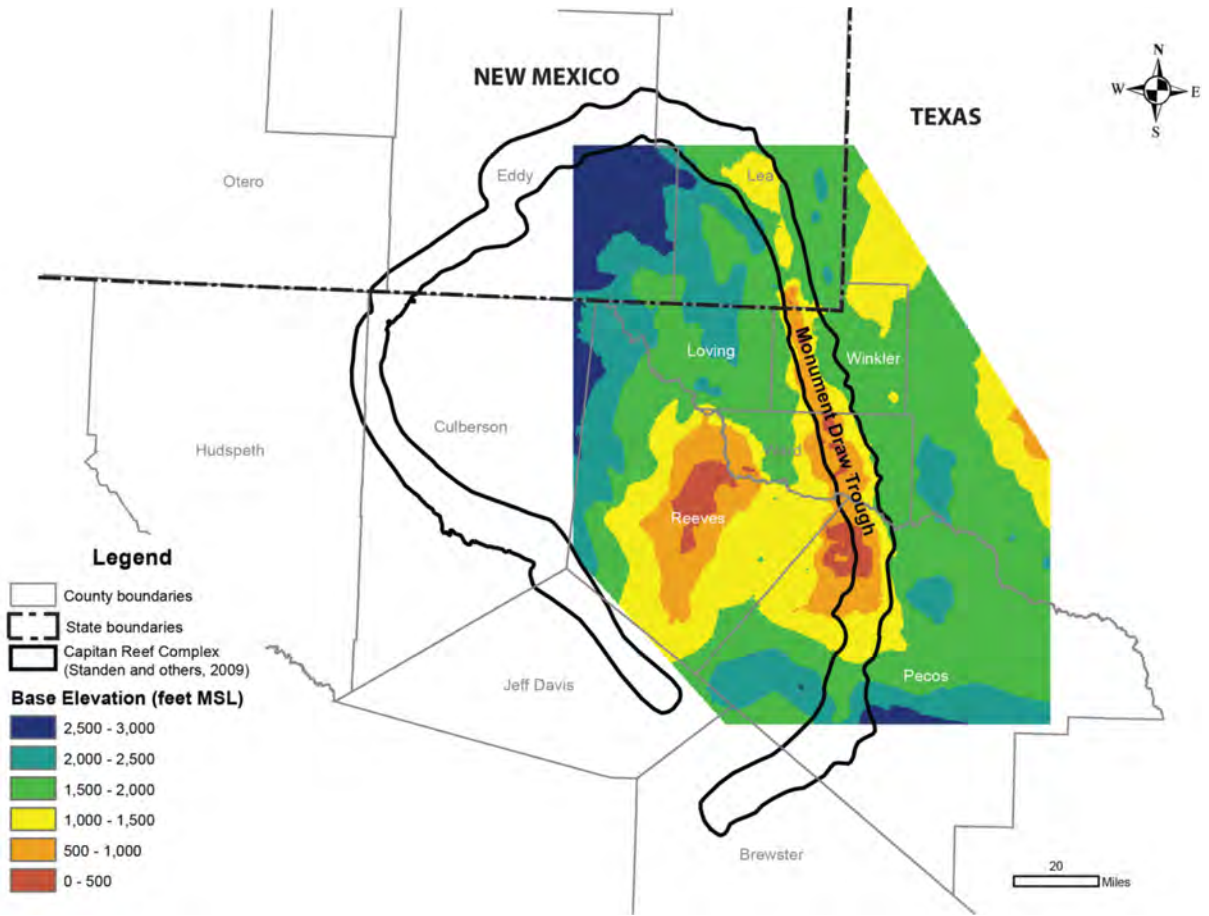 NEW MEXICO
TEXAS
N
W
E
S
Otero
Eddy
Lea
Loving
Winkler
Monument Draw Trough
Hudspeth
Culberson
Reeves
Jeff Davis
Pecos
Brewster
Legend
County boundaries
State boundaries
Capitan Reef Complex
(Standen and others, 2009)
Base Elevation (feet MSL)
2,500 - 3,000
2,000 - 2,500
1,500 - 2,000
1,000 - 1,500
500 - 1,000
0 - 500
20
Miles